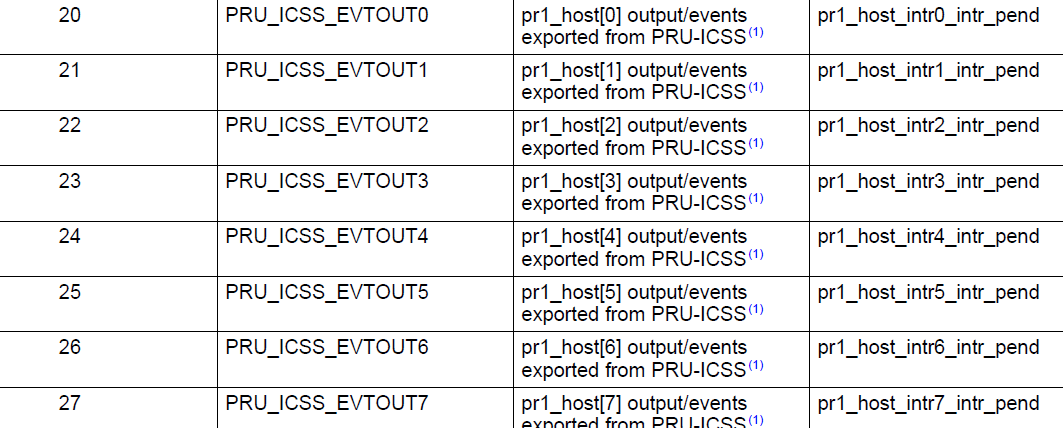 20 PRU_ICSS_EVTOUT0 pr1_host[0] output/events pr1_host_intr0_intr_pend
exported from PRU-ICSS(1)
21 PRU_ICSS_EVTOUT1 pr1_host[1] output/events pr1_host_intr1_intr_pend
exported from PRU-ICSS(1)
22 PRU_ICSS_EVTOUT2 pr1_host[2] output/events pr1_host_intr2_intr_pend
exported from PRU-ICSS(1)
23 PRU_ICSS_EVTOUT3 pr1_host[3] output/events pr1_host_intr3_intr_pend
exported from PRU-ICSS(1)
24 PRU_ICSS_EVTOUT4 pr1_host[4] output/events pr1_host_intr4_intr_pend
exported from PRU-ICSS(1)
25 PRU_ICSS_EVTOUT5 pr1_host[5] output/events pr1_host_intr5_intr_pend
exported from PRU-ICSS(1)
26 PRU_ICSS_EVTOUT6 pr1_host[6] output/events pr1_host_intr6_intr_pend
exported from PRU-ICSS(1)
27 PRU_ICSS_EVTOUT7 pr1_host[7] output/events pr1_host_intr7_intr_pend
exported from PRU-ICSS(1)